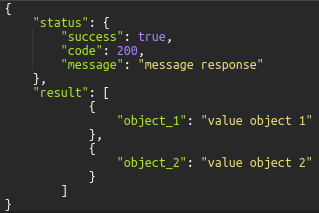 {
    "status": {
        "success": true,
        "code": 200,
        "message": "message response"
    },
    "result": [
            {
                "object_1": "value object 1"
            },
            {
                "object_2": "value object 2"
            }
        ]
}